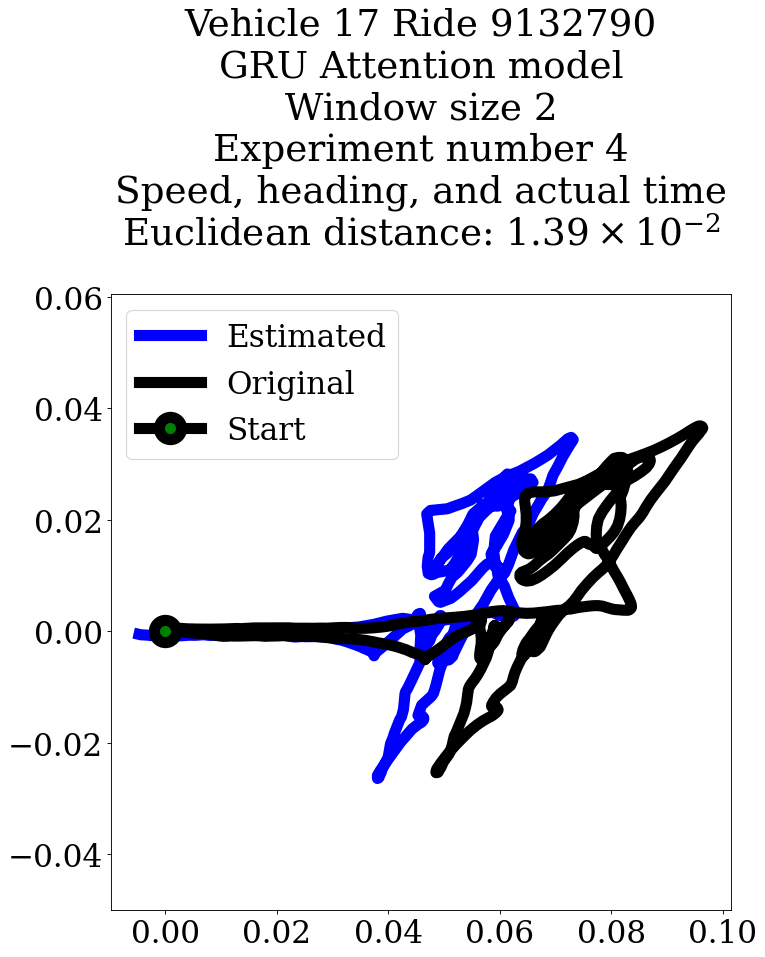 Vehicle 17 Ride 9132790
GRU Attention model
Window size 2
Experiment number 4
Speed, heading, and actual time
Euclidean distance: 1.39 × 10⁻²
0.06
0.04
0.02
0.00
−0.02
−0.04
Estimated
Original
Start
0.00 0.02 0.04 0.06 0.08 0.10